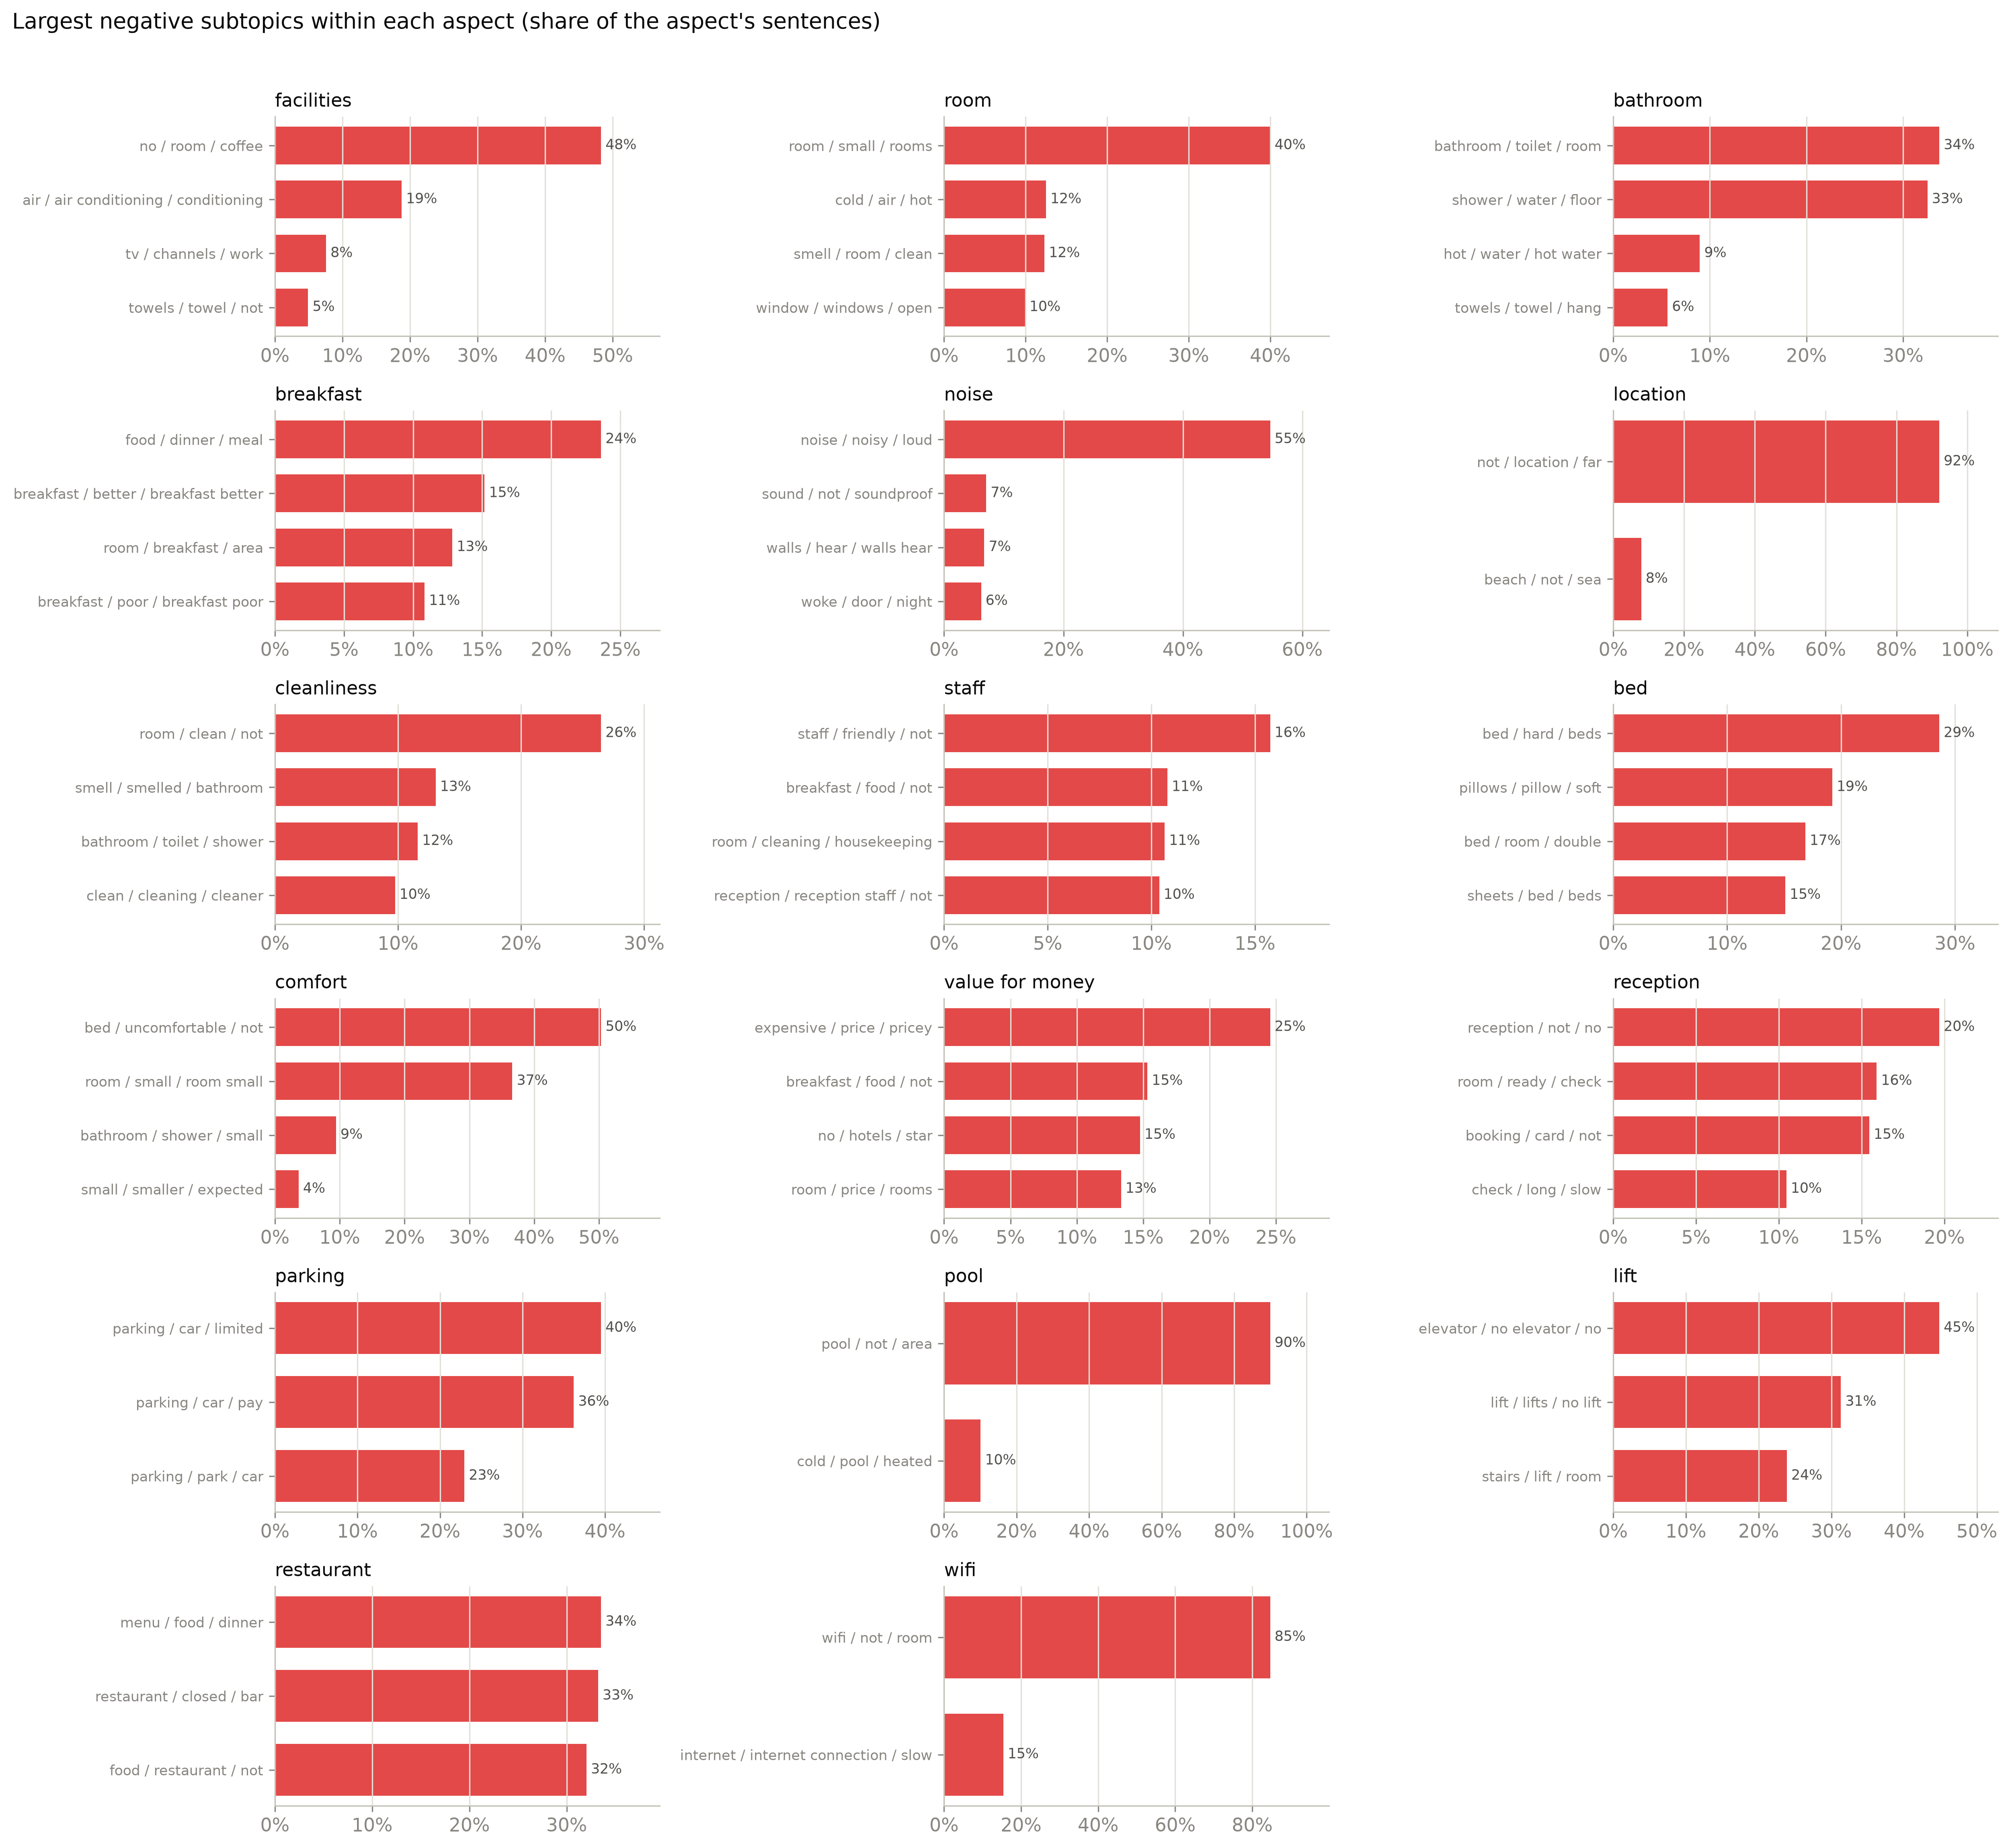 Largest negative subtopics within each aspect (share of the aspect's sentences)
facilities
no / room / coffee
48%
air / air conditioning / conditioning
19%
tv / channels / work
8%
towels / towel / not
5%
0% 10% 20% 30% 40% 50%
room
room / small / rooms
40%
cold / air / hot
12%
smell / room / clean
12%
window / windows / open
10%
0% 10% 20% 30% 40%
bathroom
bathroom / toilet / room
34%
shower / water / floor
33%
hot / water / hot water
9%
towels / towel / hang
6%
0% 10% 20% 30%
breakfast
food / dinner / meal
24%
breakfast / better / breakfast better
15%
room / breakfast / area
13%
breakfast / poor / breakfast poor
11%
0% 5% 10% 15% 20% 25%
noise
noise / noisy / loud
55%
sound / not / soundproof
7%
walls / hear / walls hear
7%
woke / door / night
6%
0% 20% 40% 60%
location
not / location / far
92%
beach / not / sea
8%
0% 20% 40% 60% 80% 100%
cleanliness
room / clean / not
26%
smell / smelled / bathroom
13%
bathroom / toilet / shower
12%
clean / cleaning / cleaner
10%
0% 10% 20% 30%
staff
staff / friendly / not
16%
breakfast / food / not
11%
room / cleaning / housekeeping
11%
reception / reception staff / not
10%
0% 5% 10% 15%
bed
bed / hard / beds
29%
pillows / pillow / soft
19%
bed / room / double
17%
sheets / bed / beds
15%
0% 10% 20% 30%
comfort
bed / uncomfortable / not
50%
room / small / room small
37%
bathroom / shower / small
9%
small / smaller / expected
4%
0% 10% 20% 30% 40% 50%
value for money
expensive / price / pricey
25%
breakfast / food / not
15%
no / hotels / star
15%
room / price / rooms
13%
0% 5% 10% 15% 20% 25%
reception
reception / not / no
20%
room / ready / check
16%
booking / card / not
15%
check / long / slow
10%
0% 5% 10% 15% 20%
parking
parking / car / limited
40%
parking / car / pay
36%
parking / park / car
23%
0% 10% 20% 30% 40%
pool
pool / not / area
90%
cold / pool / heated
10%
0% 20% 40% 60% 80% 100%
lift
elevator / no elevator / no
45%
lift / lifts / no lift
31%
stairs / lift / room
24%
0% 10% 20% 30% 40% 50%
restaurant
menu / food / dinner
34%
restaurant / closed / bar
33%
food / restaurant / not
32%
0% 10% 20% 30%
wifi
wifi / not / room
85%
internet / internet connection / slow
15%
0% 20% 40% 60% 80%